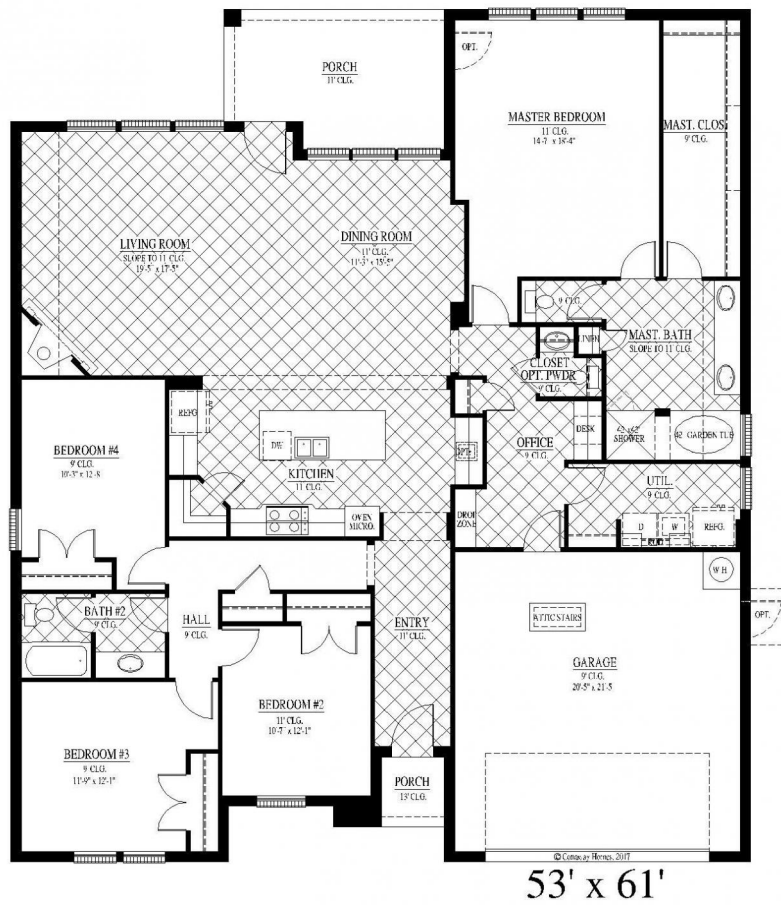 PORCH
11' CLG.
OPT.
MASTER BEDROOM
11 CLG.
14-7 x 18'-4"
MAST. CLOS
9' CLG.
LIVING ROOM
SLOPE TO 11 CLG.
19'-5" x 17'-5"
DINING ROOM
11' CLG.
11'-3" x 15'-5"
9 CLG.
LINEN
MAST. BATH
SLOPE TO 11 CLG.
CLOSET
OPT. PWDR
9' CLG.
REFG
DW
KITCHEN
11 CLG.
OPT.
OFFICE
9 CLG.
DESK
42" x42"
SHOWER
42" GARDEN TUB
BEDROOM #4
9' CLG.
10'-3" x 12'-8
OVEN
MICRO.
DROP
ZONE
UTIL.
9 CLG.
D
W
REFG.
WH
OPT.
BATH #2
9' CLG.
HALL
9' CLG.
ENTRY
11' CLG.
ATTIC STAIRS
GARAGE
9' CLG.
20'-5" x 21'-5
BEDROOM #2
11' CLG.
10'-7" x 12'-1"
BEDROOM #3
9 CLG.
11'-9" x 12'-1"
PORCH
13' CLG.
© Conway Homes, 2017
53' x 61'